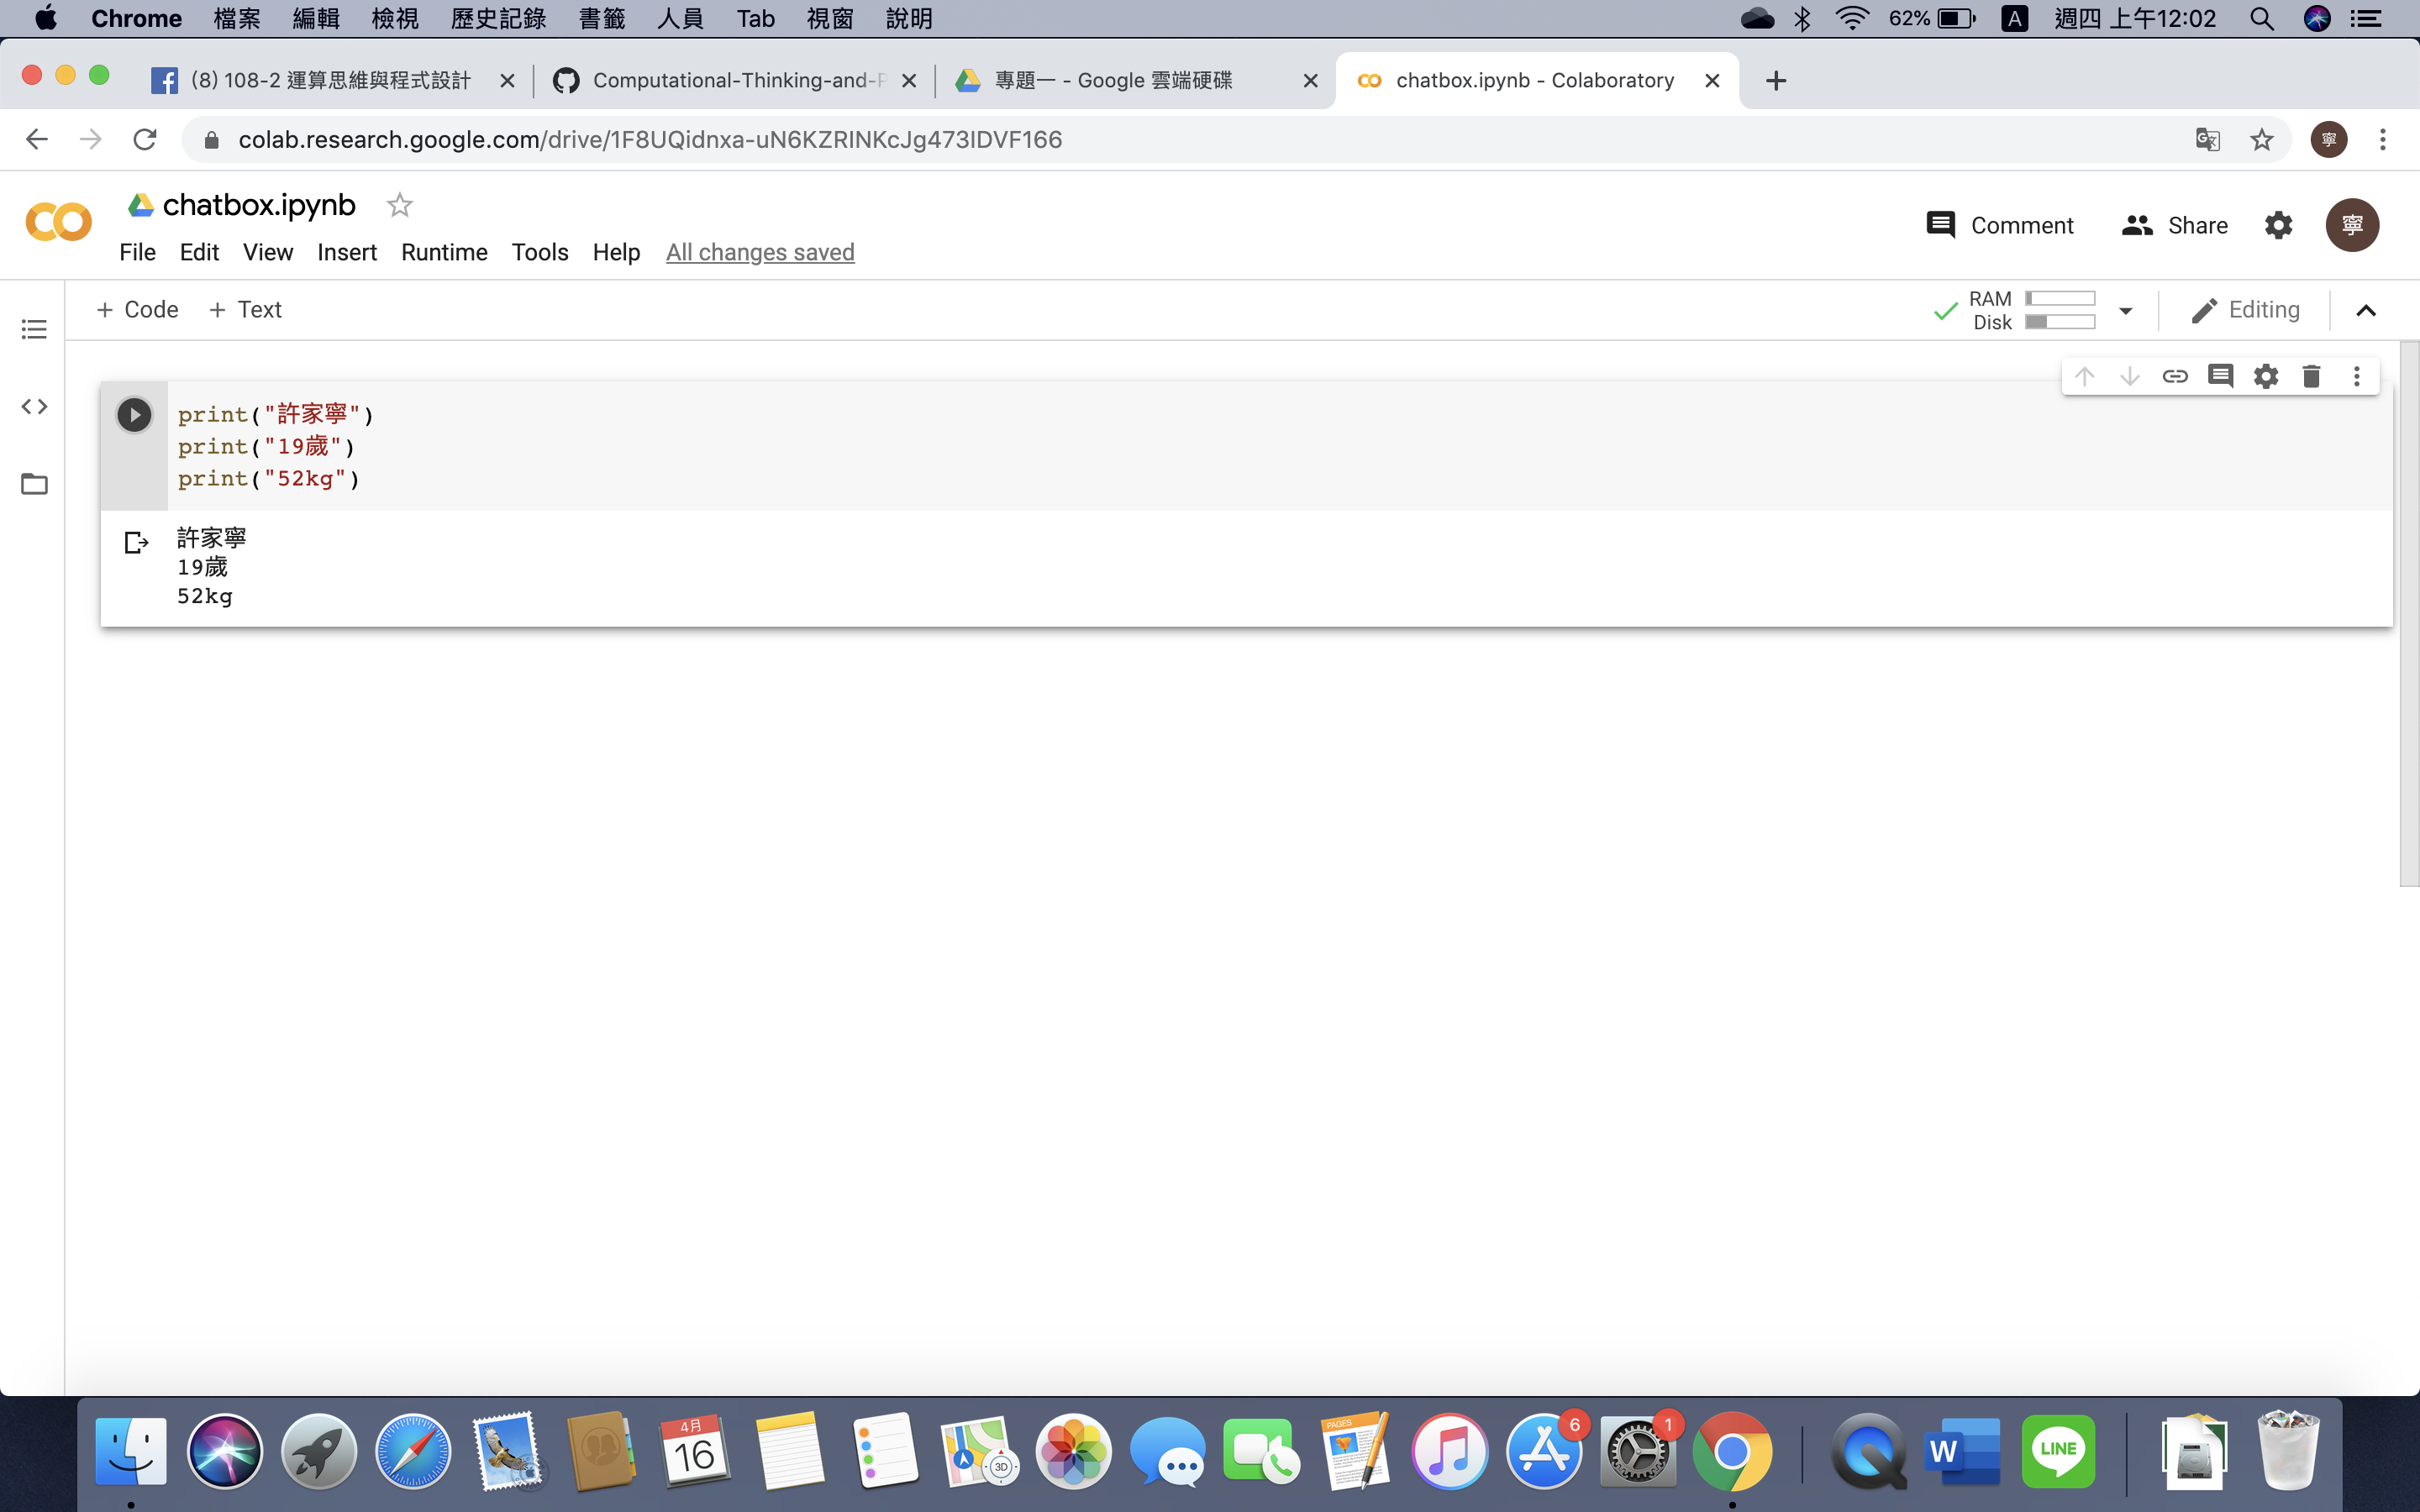 Chrome 檔案 編輯 檢視 歷史記錄 書籤 人員 Tab 視窗 說明 62% A 週四 上午12:02
(8) 108-2 運算思維與程式設計
Computational-Thinking-and-P
專題一 - Google 雲端硬碟
chatbox.ipynb - Colaboratory
colab.research.google.com/drive/1F8UQidnxa-uN6KZRINKcJg473IDVF166
寧
chatbox.ipynb
File Edit View Insert Runtime Tools Help All changes saved
Comment Share 寧
+ Code + Text
RAM
Disk
Editing
print("許家寧")
print("19歲")
print("52kg")
許家寧
19歲
52kg
4月
16
3D
PAGES
6
1
W
LINE